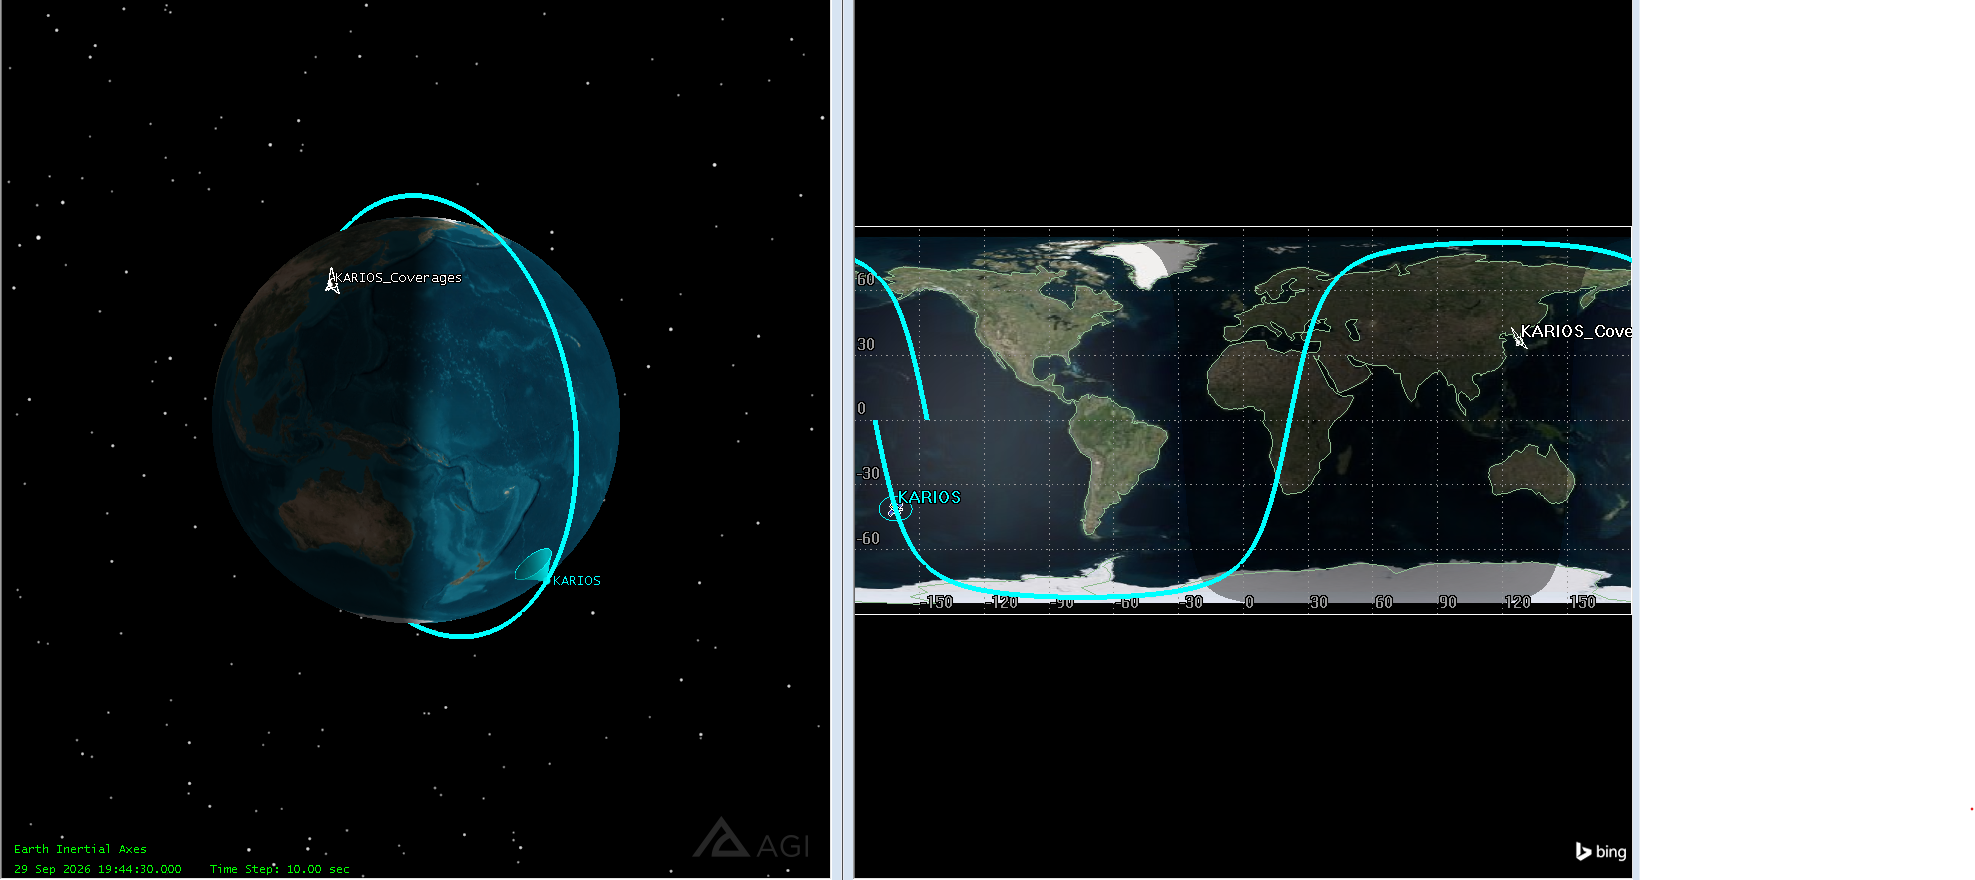 KARIOS_Coverages
KARIOS
Earth Inertial Axes
29 Sep 2026 19:44:30.000    Time Step: 10.00 sec
AGI
60
30
0
-30
-60
KARIOS_Cove
KARIOS
-150 -120 -90 -60 -30 0 30 60 90 120 150
bing